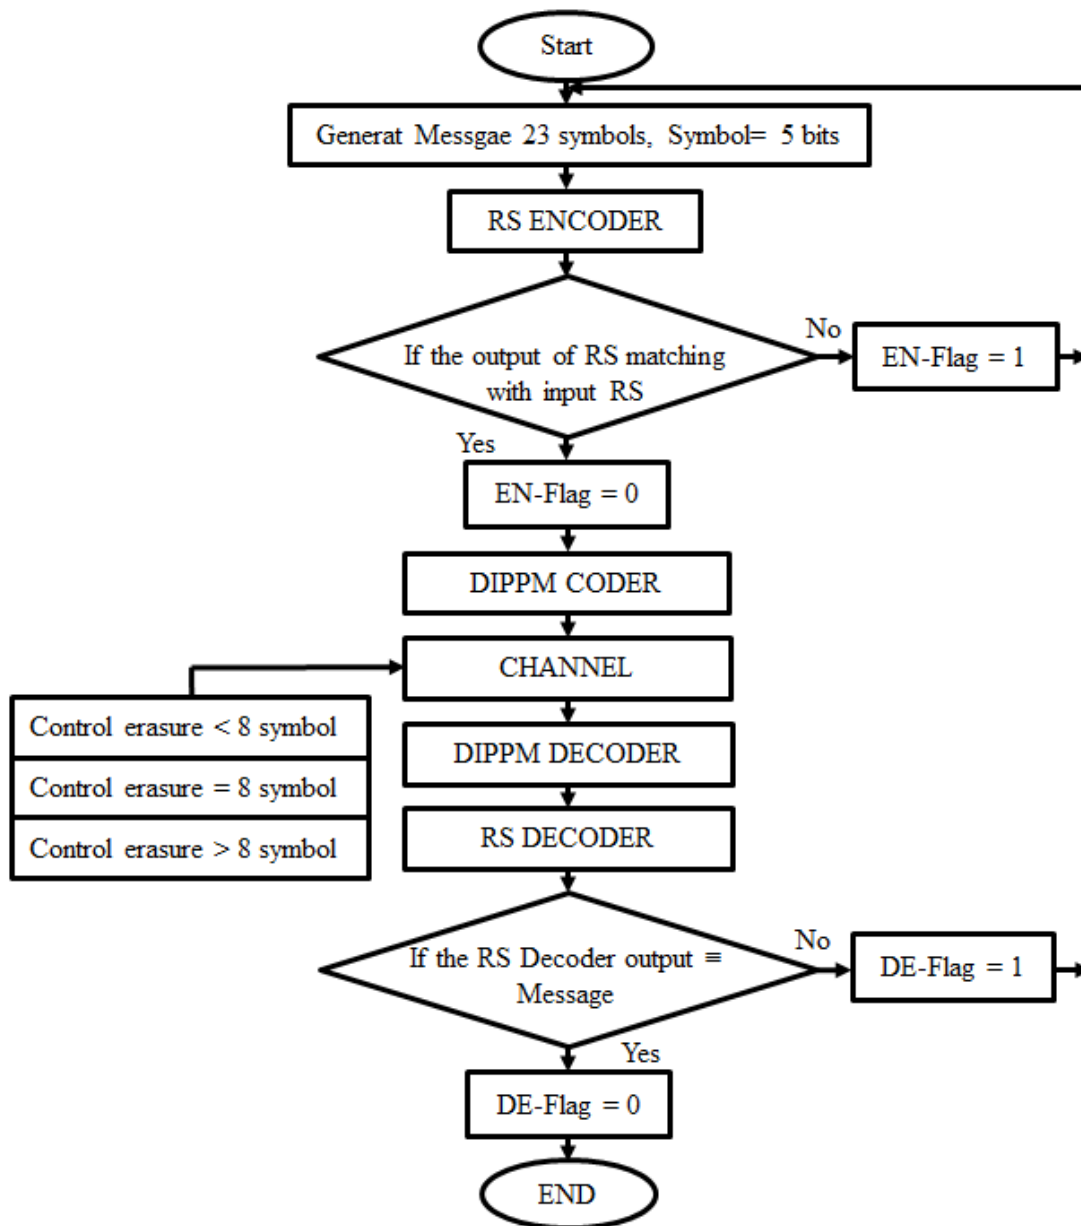 Start
Generat Messgae 23 symbols, Symbol= 5 bits
RS ENCODER
If the output of RS matching
with input RS
No
EN-Flag = 1
Yes
EN-Flag = 0
DIPPM CODER
CHANNEL
Control erasure < 8 symbol
Control erasure = 8 symbol
Control erasure > 8 symbol
DIPPM DECODER
RS DECODER
If the RS Decoder output ≡
Message
No
DE-Flag = 1
Yes
DE-Flag = 0
END